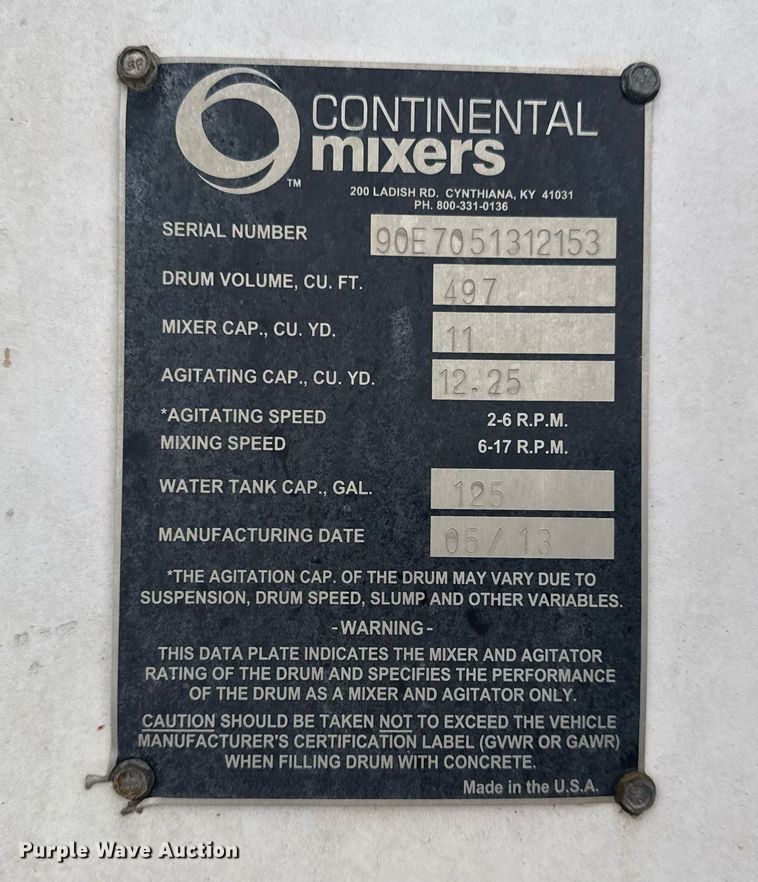 CONTINENTAL
mixers
TM
200 LADISH RD. CYNTHIANA, KY 41031
PH. 800-331-0136
SERIAL NUMBER 90E7051312153
DRUM VOLUME, CU. FT. 497
MIXER CAP., CU. YD. 11
AGITATING CAP., CU. YD. 12.25
*AGITATING SPEED 2-6 R.P.M.
MIXING SPEED 6-17 R.P.M.
WATER TANK CAP., GAL. 125
MANUFACTURING DATE 05/13
*THE AGITATION CAP. OF THE DRUM MAY VARY DUE TO
SUSPENSION, DRUM SPEED, SLUMP AND OTHER VARIABLES.
-WARNING-
THIS DATA PLATE INDICATES THE MIXER AND AGITATOR
RATING OF THE DRUM AND SPECIFIES THE PERFORMANCE
OF THE DRUM AS A MIXER AND AGITATOR ONLY.
CAUTION SHOULD BE TAKEN NOT TO EXCEED THE VEHICLE
MANUFACTURER'S CERTIFICATION LABEL (GVWR OR GAWR)
WHEN FILLING DRUM WITH CONCRETE.
Made in the U.S.A.
Purple Wave Auction